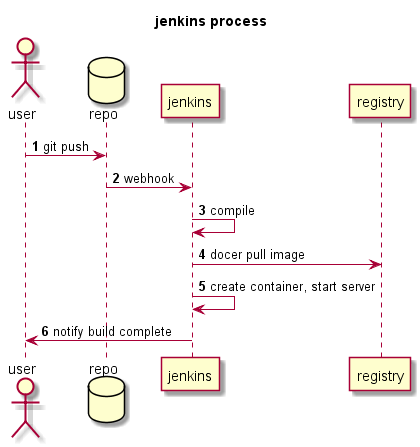 jenkins process
user
repo
jenkins
registry
1 git push
2 webhook
3 compile
4 docer pull image
5 create container, start server
6 notify build complete
user
repo
jenkins
registry